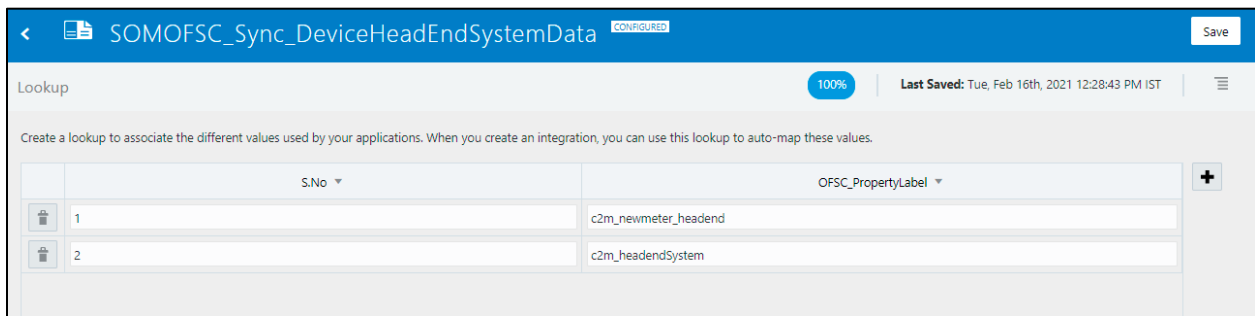 SOMOFSC_Sync_DeviceHeadEndSystemData CONFIGURED Save
Lookup 100% Last Saved: Tue, Feb 16th, 2021 12:28:43 PM IST
Create a lookup to associate the different values used by your applications. When you create an integration, you can use this lookup to auto-map these values.
S.No OFSC_PropertyLabel
1 c2m_newmeter_headend
2 c2m_headendSystem